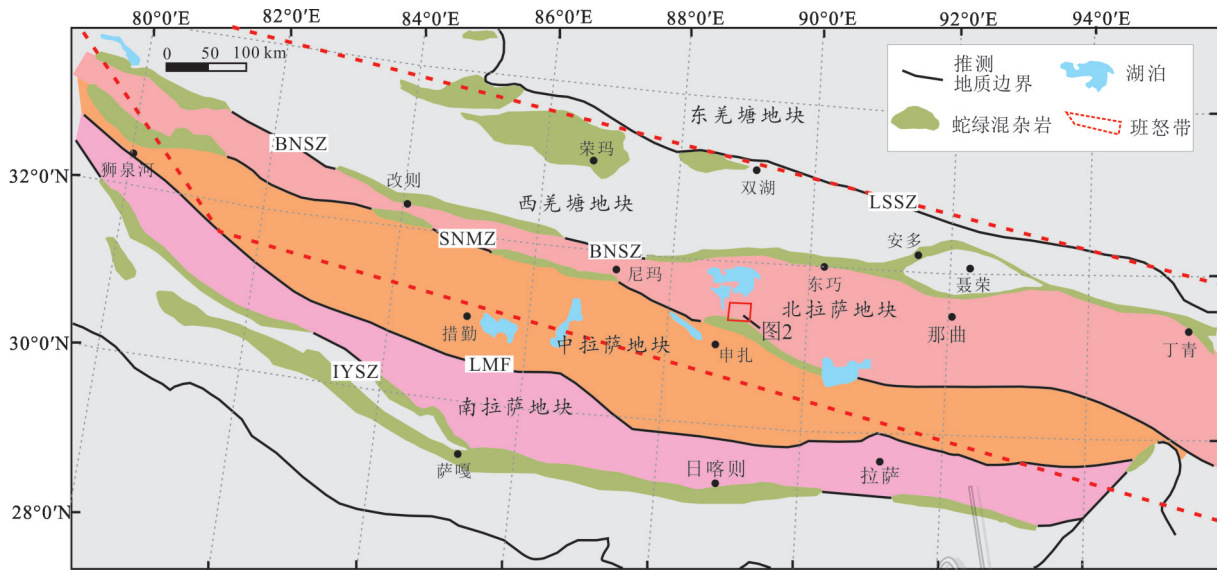 80°0'E
82°0'E
84°0'E
86°0'E
88°0'E
90°0'E
92°0'E
94°0'E
0 50 100 km
推测
地质边界
湖泊
蛇绿混杂岩
班怒带
东羌塘地块
BNSZ
荣玛
狮泉河
双湖
32°0'N
改则
西羌塘地块
LSSZ
SNMZ
BNSZ
安多
尼玛
东巧
聂荣
北拉萨地块
图2
措勤
中拉萨地块
申扎
那曲
丁青
30°0'N
IYSZ
LMF
南拉萨地块
萨嘎
日喀则
拉萨
28°0'N